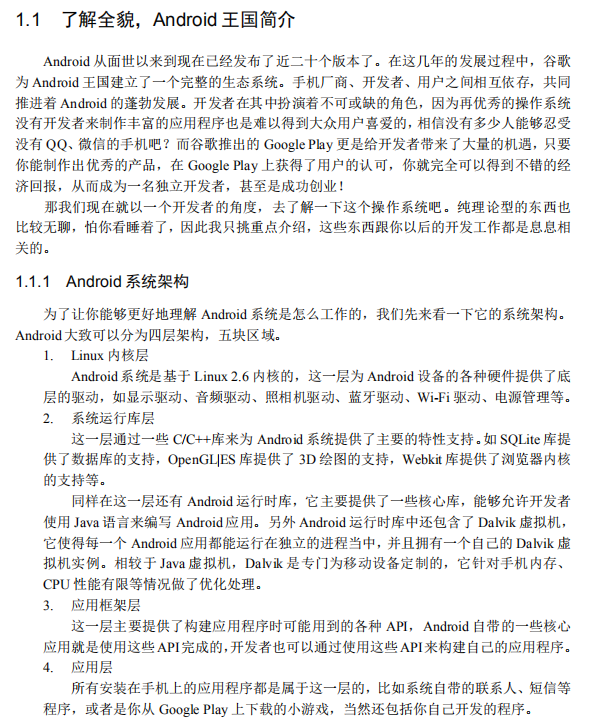 1.1 了解全貌，Android 王国简介
Android 从面世以来到现在已经发布了近二十个版本了。在这几年的发展过程中，谷歌
为 Android 王国建立了一个完整的生态系统。手机厂商、开发者、用户之间相互依存，共同
推进着 Android 的蓬勃发展。开发者在其中扮演着不可或缺的角色，因为再优秀的操作系统
没有开发者来制作丰富的应用程序也是难以得到大众用户喜爱的，相信没有多少人能够忍受
没有 QQ、微信的手机吧？而谷歌推出的 Google Play 更是给开发者带来了大量的机遇，只要
你能制作出优秀的产品，在 Google Play 上获得了用户的认可，你就完全可以得到不错的经
济回报，从而成为一名独立开发者，甚至是成功创业！
那我们现在就以一个开发者的角度，去了解一下这个操作系统吧。纯理论型的东西也
比较无聊，怕你看睡着了，因此我只挑重点介绍，这些东西跟你以后的开发工作都是息息相
关的。
1.1.1 Android 系统架构
为了让你能够更好地理解 Android 系统是怎么工作的，我们先来看一下它的系统架构。
Android 大致可以分为四层架构，五块区域。
1. Linux 内核层
Android 系统是基于 Linux 2.6 内核的，这一层为 Android 设备的各种硬件提供了底
层的驱动，如显示驱动、音频驱动、照相机驱动、蓝牙驱动、Wi-Fi 驱动、电源管理等。
2. 系统运行库层
这一层通过一些 C/C++库来为 Android 系统提供了主要的特性支持。如 SQLite 库提
供了数据库的支持，OpenGL|ES 库提供了 3D 绘图的支持，Webkit 库提供了浏览器内核
的支持等。
同样在这一层还有 Android 运行时库，它主要提供了一些核心库，能够允许开发者
使用 Java 语言来编写 Android 应用。另外 Android 运行时库中还包含了 Dalvik 虚拟机，
它使得每一个 Android 应用都能运行在独立的进程当中，并且拥有一个自己的 Dalvik 虚
拟机实例。相较于 Java 虚拟机，Dalvik 是专门为移动设备定制的，它针对手机内存、
CPU 性能有限等情况做了优化处理。
3. 应用框架层
这一层主要提供了构建应用程序时可能用到的各种 API，Android 自带的一些核心
应用就是使用这些 API 完成的，开发者也可以通过使用这些 API 来构建自己的应用程序。
4. 应用层
所有安装在手机上的应用程序都是属于这一层的，比如系统自带的联系人、短信等
程序，或者是你从 Google Play 上下载的小游戏，当然还包括你自己开发的程序。